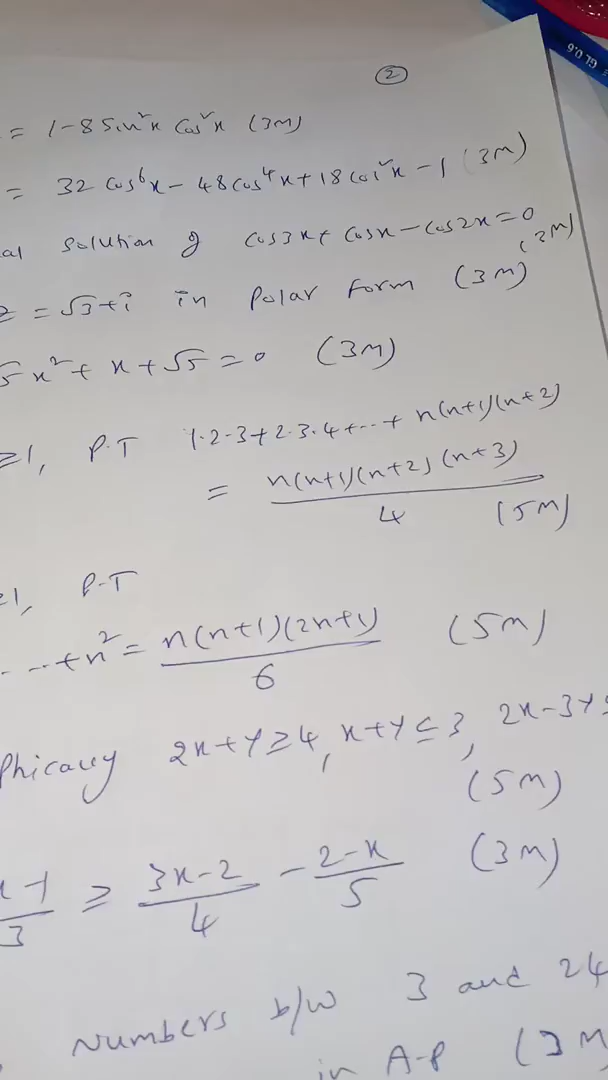 GL 0.6
2
= 1-8 Sin²x Cos²x (3M)
= 32 Cos⁶x - 48 cos⁴x + 18 cos²x - 1 (3M)
solution of cos3x + cosx - cos2x = 0
(3M)
= √3+i in Polar Form (3M)
x² + x + √5 = 0 (3M)
≥1, P.T 1.2.3+2.3.4+...+ n(n+1)(n+2)
= n(n+1)(n+2)(n+3)/4 (5M)
P.T
...+n² = n(n+1)(2n+1)/6 (5M)
2x+y≥4, x+y≤3, 2x-3y≤
(5M)
≥ (3x-2)/4 - (2-x)/5 (3M)
Numbers b/w 3 and 24
in A-P (3M